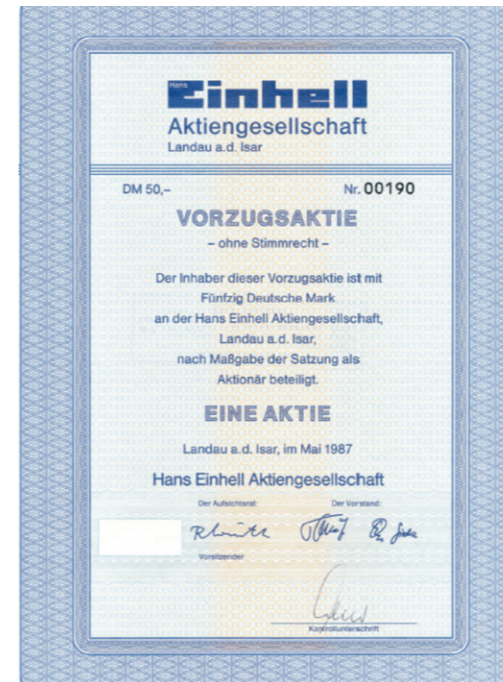 Hans
Einhell
Aktiengesellschaft
Landau a.d. Isar
DM 50,– Nr. 00190
VORZUGSAKTIE
– ohne Stimmrecht –
Der Inhaber dieser Vorzugsaktie ist mit
Fünfzig Deutsche Mark
an der Hans Einhell Aktiengesellschaft,
Landau a.d. Isar,
nach Maßgabe der Satzung als
Aktionär beteiligt.
EINE AKTIE
Landau a.d. Isar, im Mai 1987
Hans Einhell Aktiengesellschaft
Der Aufsichtsrat: Der Vorstand:
Vorsitzender
Kontrollunterschrift